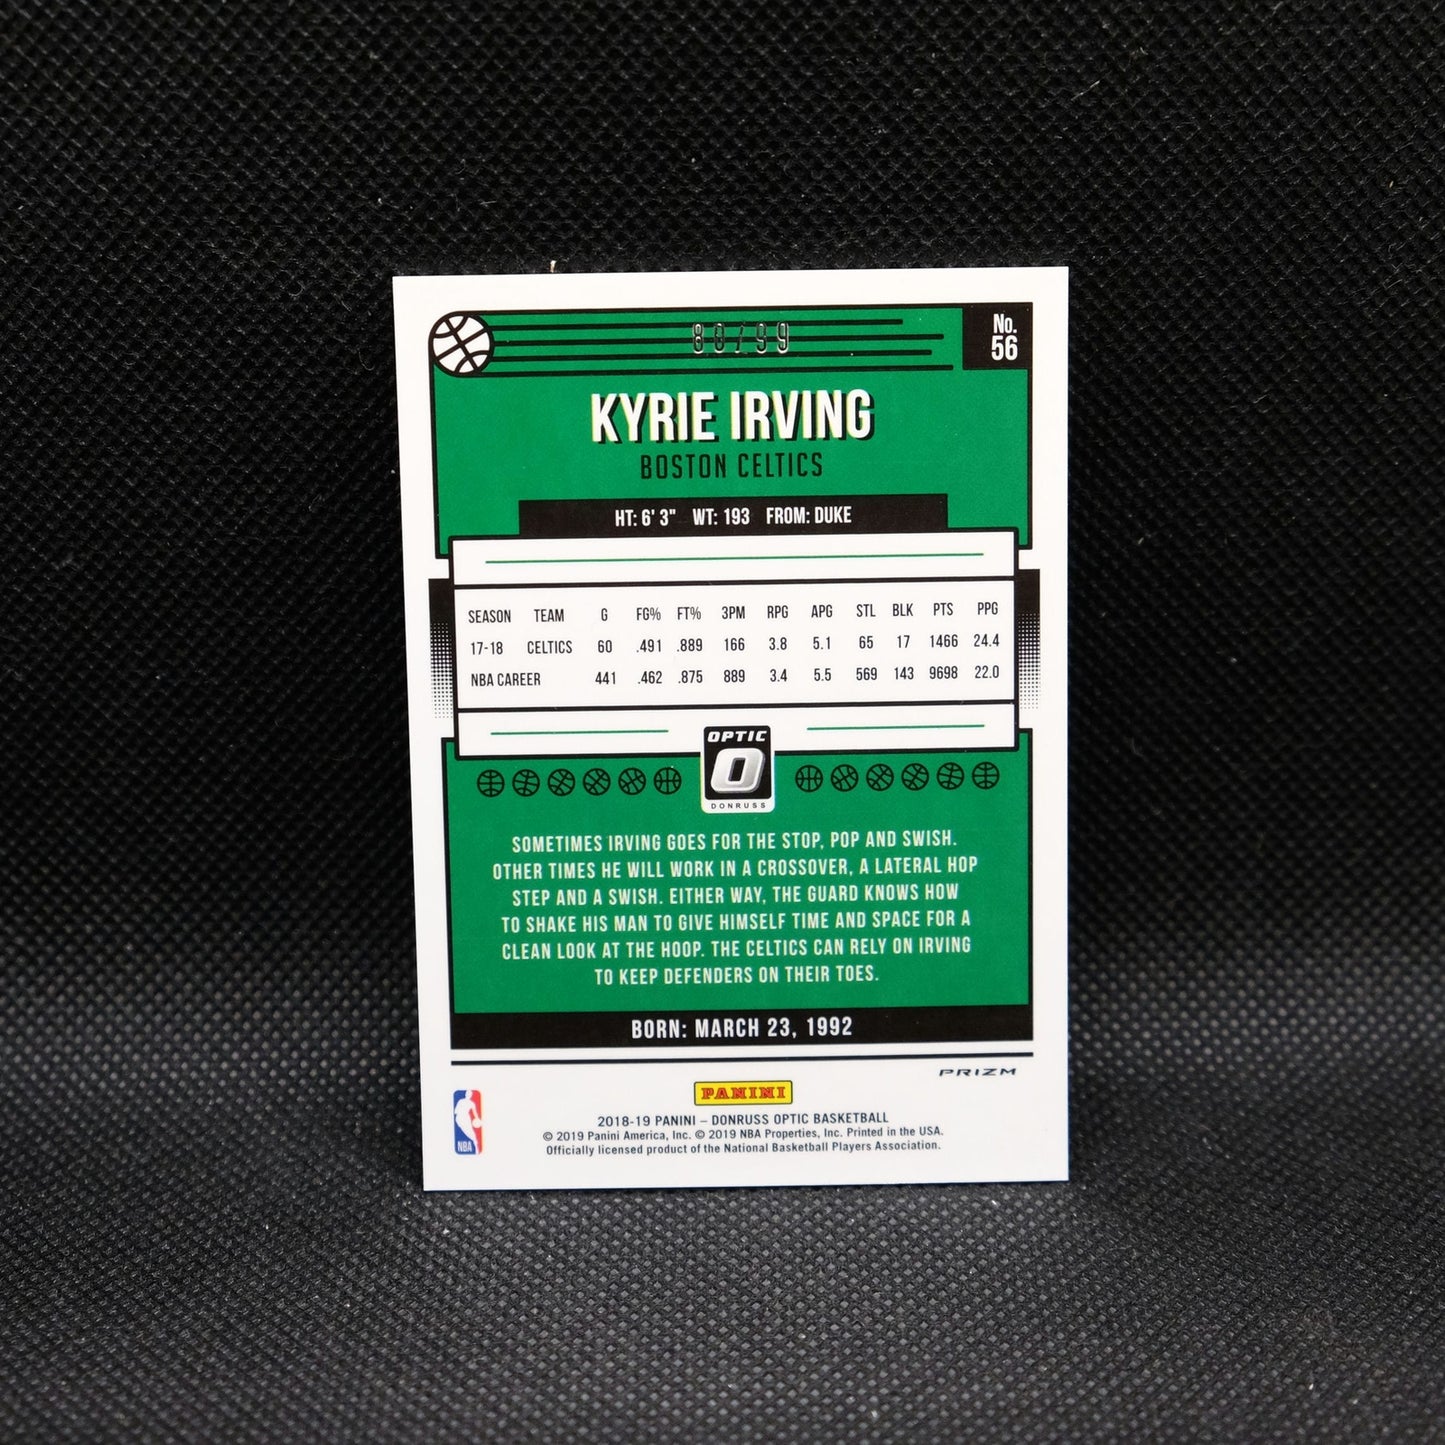 80/99
No.
56
KYRIE IRVING
BOSTON CELTICS
HT: 6' 3" WT: 193 FROM: DUKE
SEASON TEAM G FG% FT% 3PM RPG APG STL BLK PTS PPG
17-18 CELTICS 60 .491 .889 166 3.8 5.1 65 17 1466 24.4
NBA CAREER 441 .462 .875 889 3.4 5.5 569 143 9698 22.0
OPTIC
O
DONRUSS
SOMETIMES IRVING GOES FOR THE STOP, POP AND SWISH.
OTHER TIMES HE WILL WORK IN A CROSSOVER, A LATERAL HOP
STEP AND A SWISH. EITHER WAY, THE GUARD KNOWS HOW
TO SHAKE HIS MAN TO GIVE HIMSELF TIME AND SPACE FOR A
CLEAN LOOK AT THE HOOP. THE CELTICS CAN RELY ON IRVING
TO KEEP DEFENDERS ON THEIR TOES.
BORN: MARCH 23, 1992
PRIZM
PANINI
NBA
2018-19 PANINI – DONRUSS OPTIC BASKETBALL
© 2019 Panini America, Inc. © 2019 NBA Properties, Inc. Printed in the USA.
Officially licensed product of the National Basketball Players Association.